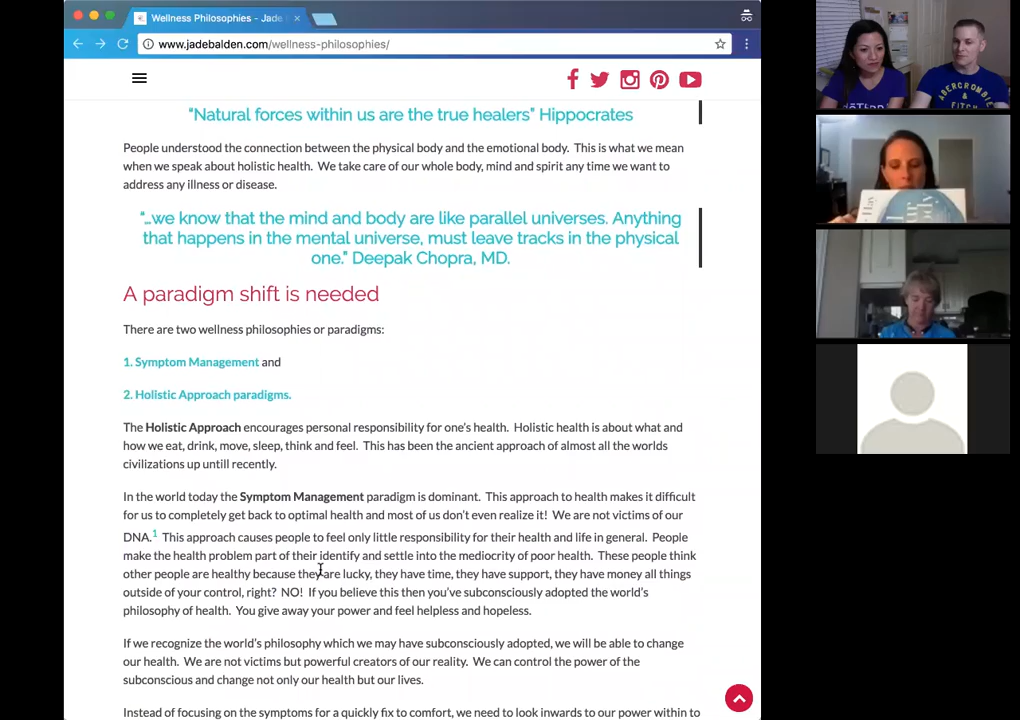 Wellness Philosophies - Jade
www.jadebalden.com/wellness-philosophies/
"Natural forces within us are the true healers" Hippocrates
People understood the connection between the physical body and the emotional body. This is what we mean
when we speak about holistic health. We take care of our whole body, mind and spirit any time we want to
address any illness or disease.
"...we know that the mind and body are like parallel universes. Anything
that happens in the mental universe, must leave tracks in the physical
one." Deepak Chopra, MD.
A paradigm shift is needed
There are two wellness philosophies or paradigms:
1. Symptom Management and
2. Holistic Approach paradigms.
The Holistic Approach encourages personal responsibility for one's health. Holistic health is about what and
how we eat, drink, move, sleep, think and feel. This has been the ancient approach of almost all the worlds
civilizations up untill recently.
In the world today the Symptom Management paradigm is dominant. This approach to health makes it difficult
for us to completely get back to optimal health and most of us don't even realize it! We are not victims of our
DNA.1 This approach causes people to feel only little responsibility for their health and life in general. People
make the health problem part of their identify and settle into the mediocrity of poor health. These people think
other people are healthy because they are lucky, they have time, they have support, they have money all things
outside of your control, right? NO! If you believe this then you've subconsciously adopted the world's
philosophy of health. You give away your power and feel helpless and hopeless.
If we recognize the world's philosophy which we may have subconsciously adopted, we will be able to change
our health. We are not victims but powerful creators of our reality. We can control the power of the
subconscious and change not only our health but our lives.
Instead of focusing on the symptoms for a quickly fix to comfort, we need to look inwards to our power within to
ABERCROMBIE
&
FITCH